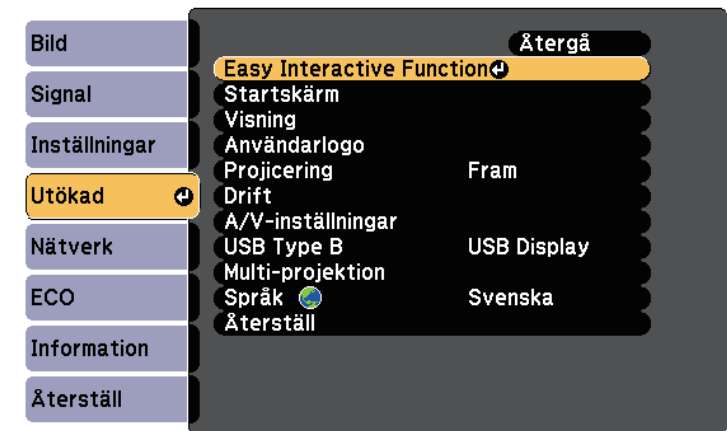 Bild
Signal
Inställningar
Utökad
Nätverk
ECO
Information
Återställ
Återgå
Easy Interactive Function
Startskärm
Visning
Användarlogo
Projicering Fram
Drift
A/V-inställningar
USB Type B USB Display
Multi-projektion
Språk Svenska
Återställ